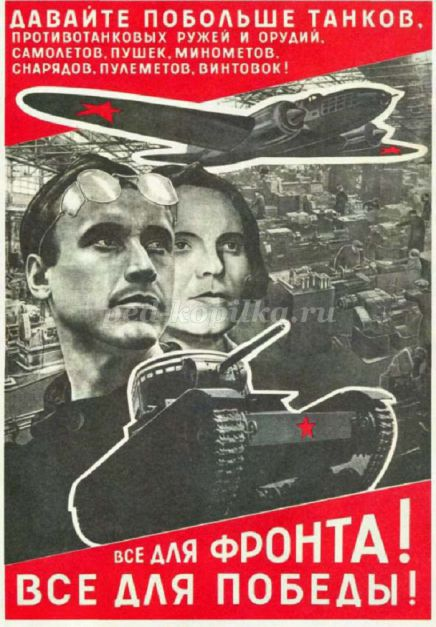 ДАВАЙТЕ ПОБОЛЬШЕ ТАНКОВ,
ПРОТИВОТАНКОВЫХ РУЖЕЙ И ОРУДИЙ,
САМОЛЕТОВ, ПУШЕК, МИНОМЕТОВ,
СНАРЯДОВ, ПУЛЕМЕТОВ, ВИНТОВОК!
ped-kopilka.ru
ВСЕ ДЛЯ ФРОНТА!
ВСЕ ДЛЯ ПОБЕДЫ!